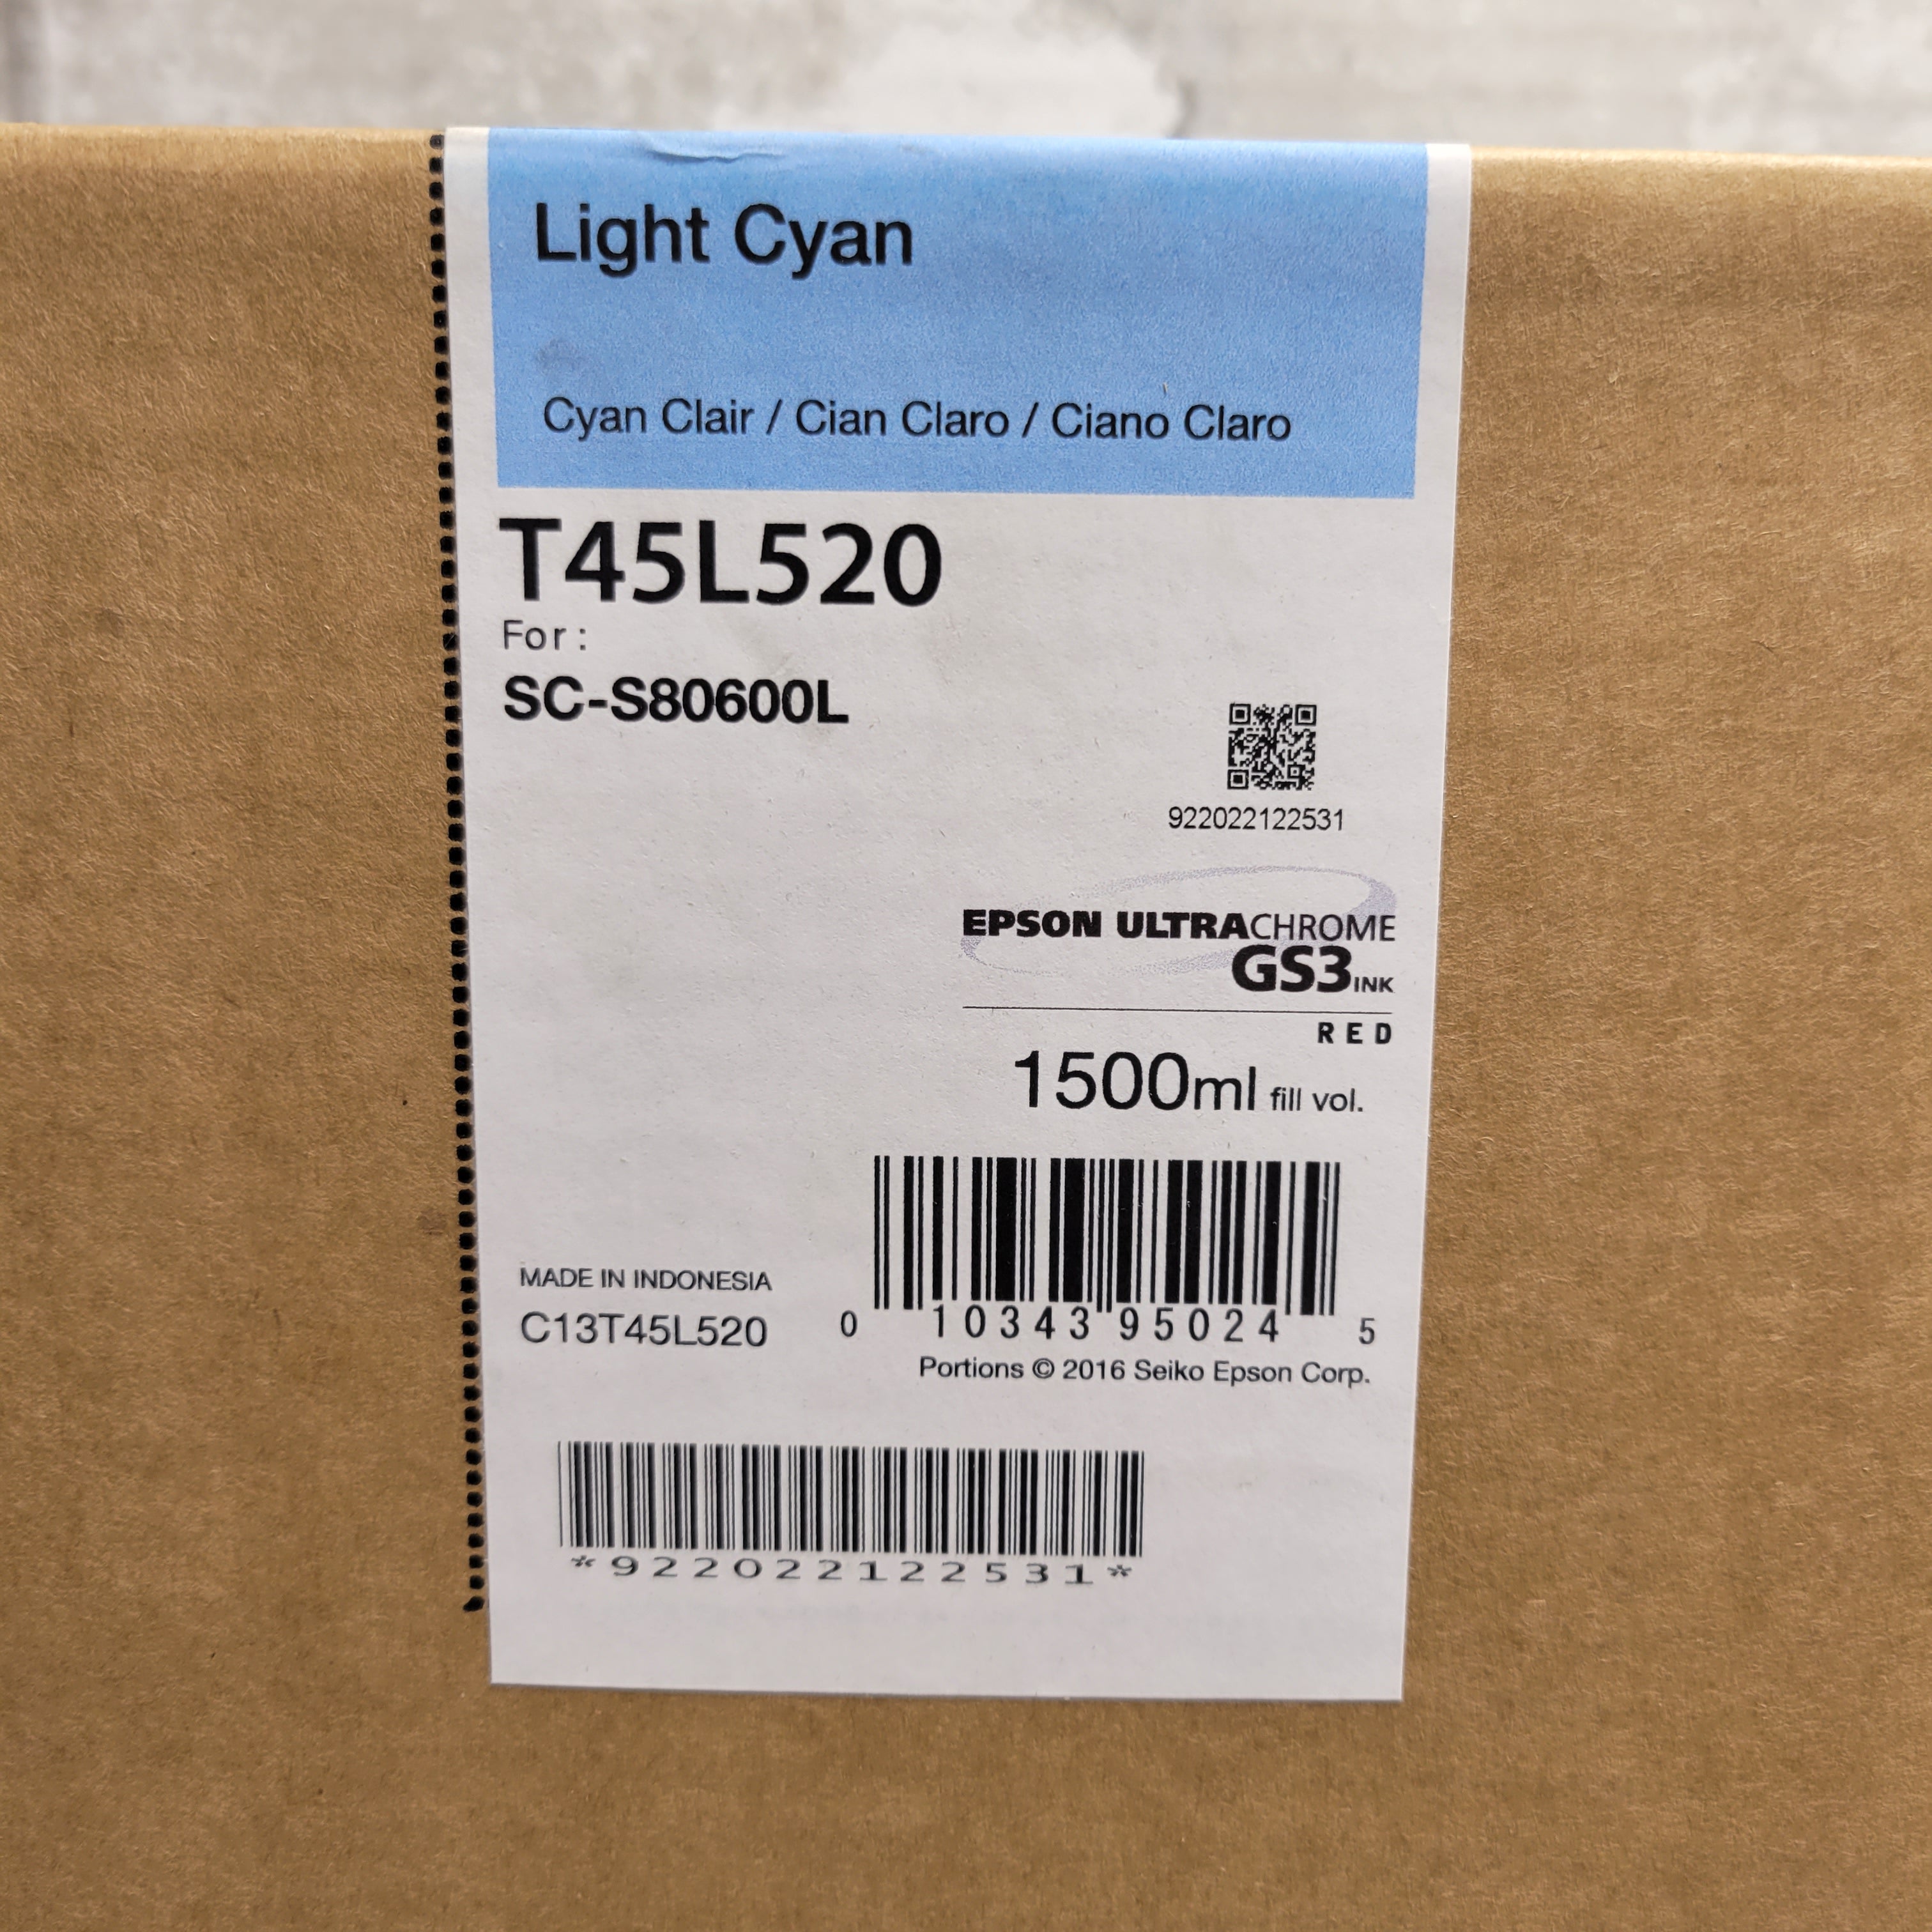 Light Cyan
Cyan Clair / Cian Claro / Ciano Claro
T45L520
For:
SC-S80600L
922022122531
EPSON ULTRACHROME
GS3 INK
RED
1500ml fill vol.
MADE IN INDONESIA
C13T45L520
0 10343 95024 5
Portions © 2016 Seiko Epson Corp.
*922022122531*